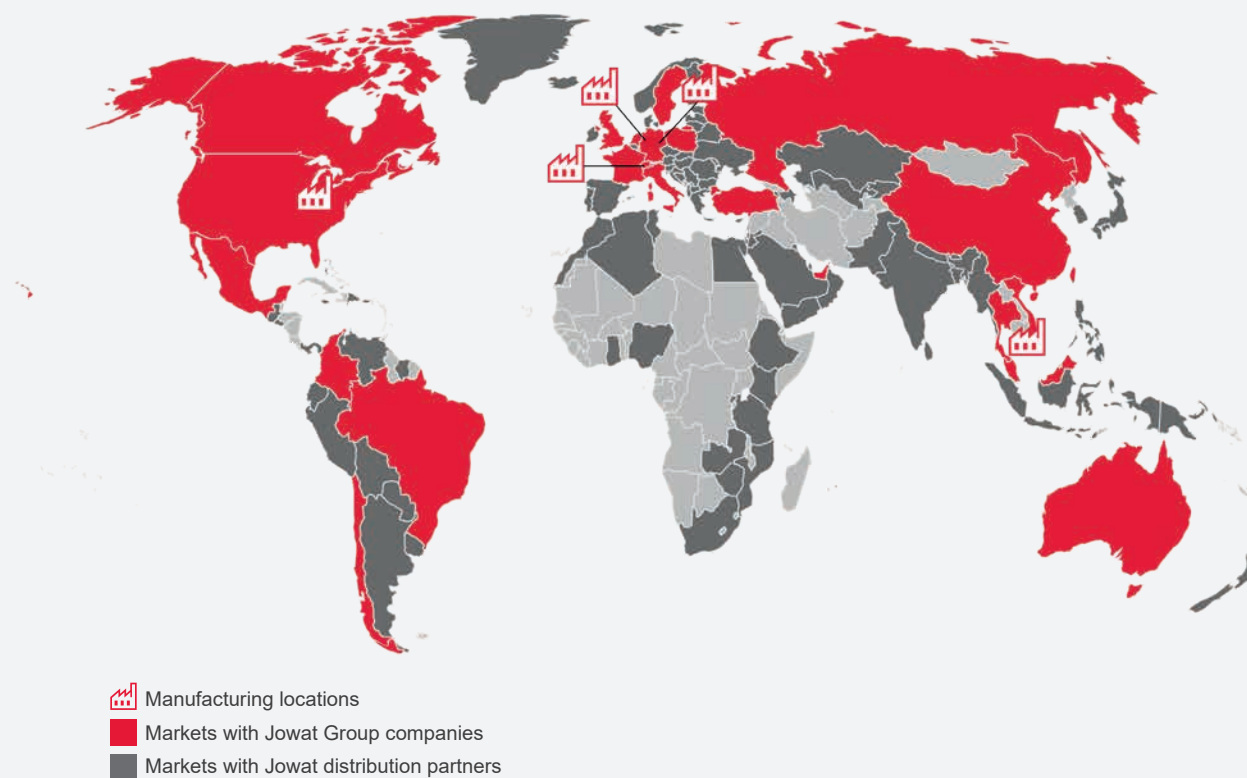 Manufacturing locations
Markets with Jowat Group companies
Markets with Jowat distribution partners